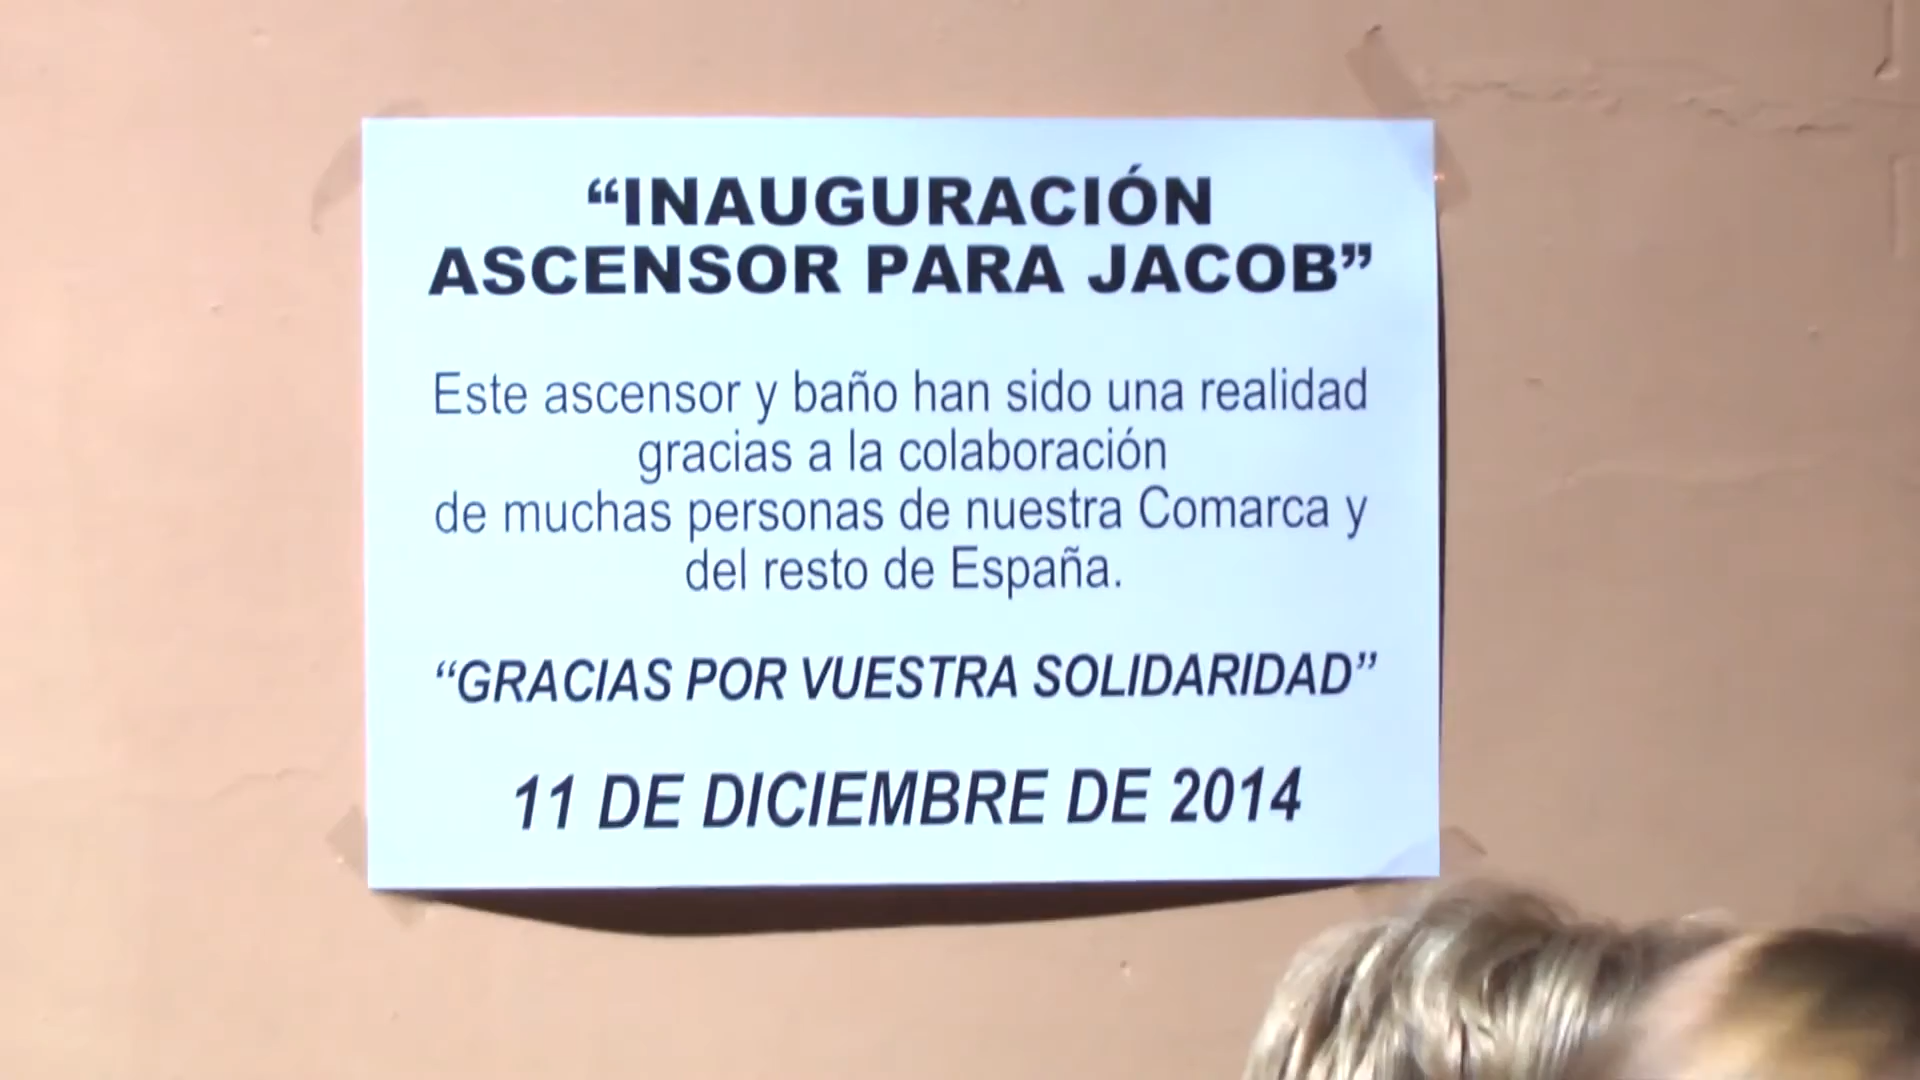 “INAUGURACIÓN
ASCENSOR PARA JACOB”
Este ascensor y baño han sido una realidad
gracias a la colaboración
de muchas personas de nuestra Comarca y
del resto de España.
“GRACIAS POR VUESTRA SOLIDARIDAD”
11 DE DICIEMBRE DE 2014